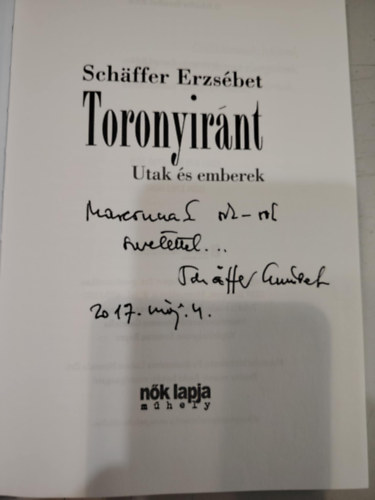 Schäffer Erzsébet
Toronyiránt
Utak és emberek
szeretettel...
Schäffer Erzsébet
2017. máj. 4.
nők lapja
műhely